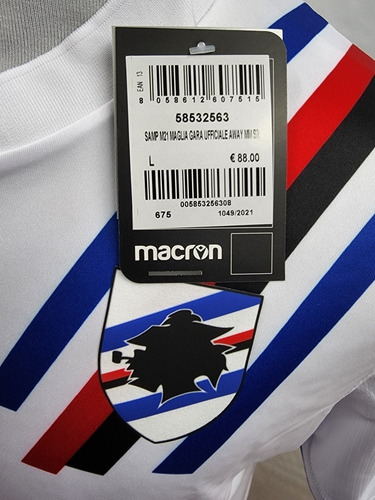 EAN 13
8 058612 607515
58532563
SAMP M21 MAGLIA GARA UFFICIALE AWAY MM SR
L € 88.00
005853256308
675 1049/2021
macron